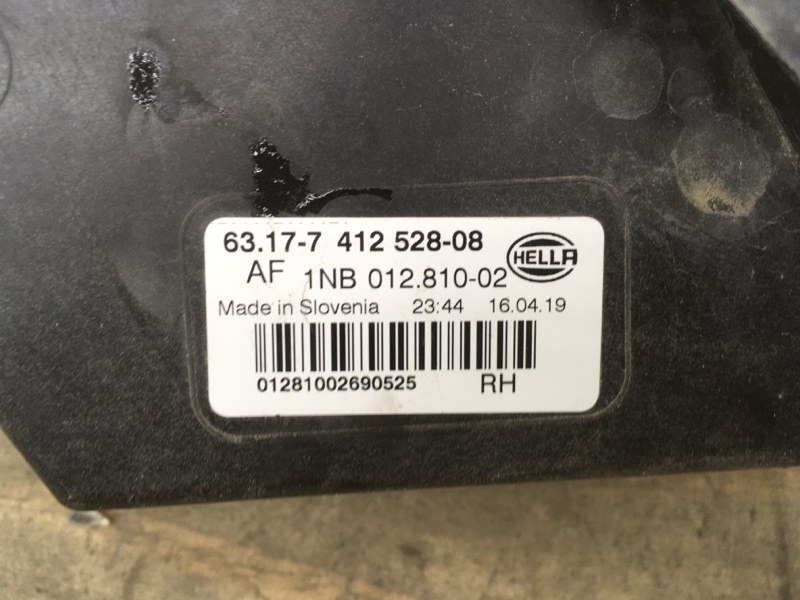 63.17-7 412 528-08
HELLA
AF 1NB 012.810-02
Made in Slovenia 23:44 16.04.19
01281002690525 RH